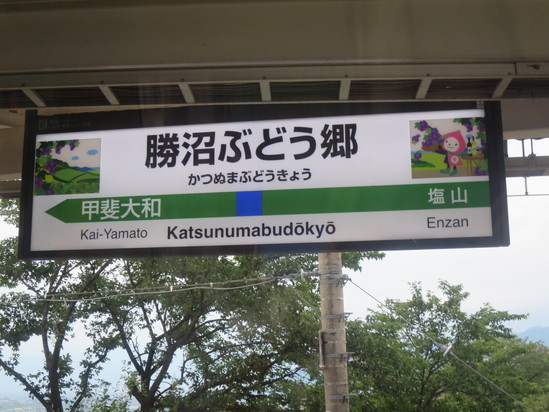 勝沼ぶどう郷
かつぬまぶどうきょう
甲斐大和
塩山
Kai-Yamato
Katsunumabudōkyō
Enzan